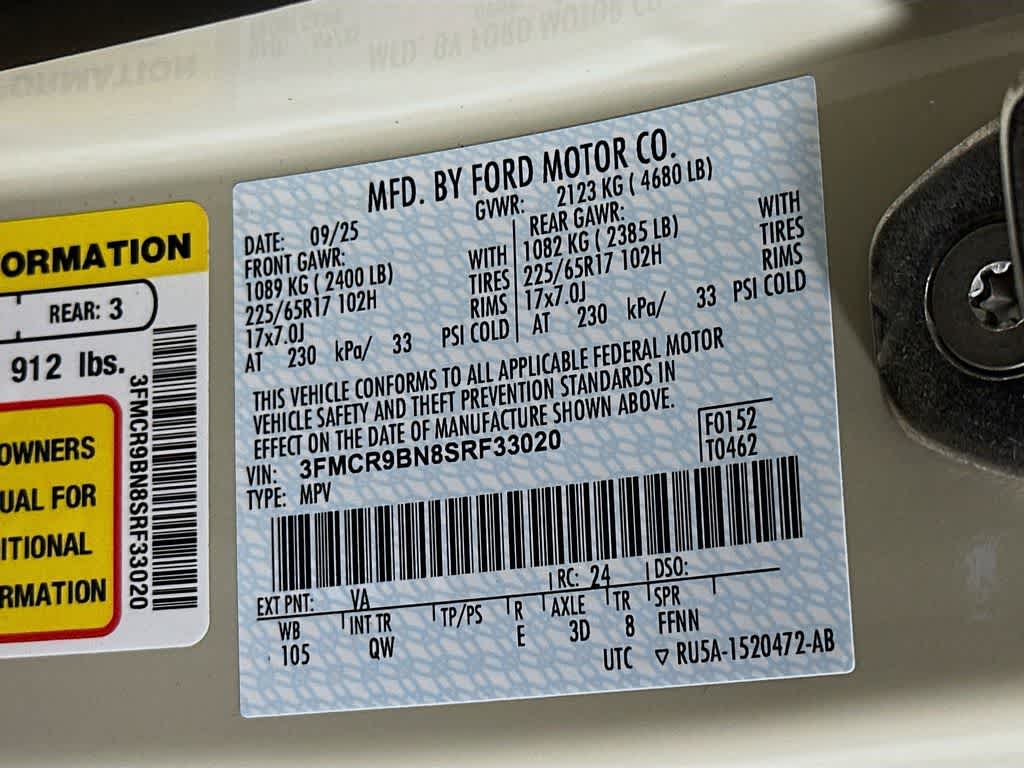 ORMATION
REAR: 3
912 lbs.
OWNERS
UAL FOR
ITIONAL
RMATION
3FMCR9BN8SRF33020
MFD. BY FORD MOTOR CO.
DATE: 09/25 GVWR: 2123 KG ( 4680 LB)
FRONT GAWR: WITH REAR GAWR: WITH
1089 KG ( 2400 LB) TIRES 1082 KG ( 2385 LB) TIRES
225/65R17 102H RIMS 225/65R17 102H RIMS
17x7.0J 17x7.0J
AT 230 kPa/ 33 PSI COLD AT 230 kPa/ 33 PSI COLD
THIS VEHICLE CONFORMS TO ALL APPLICABLE FEDERAL MOTOR
VEHICLE SAFETY AND THEFT PREVENTION STANDARDS IN
EFFECT ON THE DATE OF MANUFACTURE SHOWN ABOVE.
VIN: 3FMCR9BN8SRF33020 F0152
TYPE: MPV T0462
EXT PNT: VA RC: 24 DSO:
WB INT TR TP/PS R AXLE TR SPR
105 QW E 3D 8 FFNN
UTC ▽ RU5A-1520472-AB